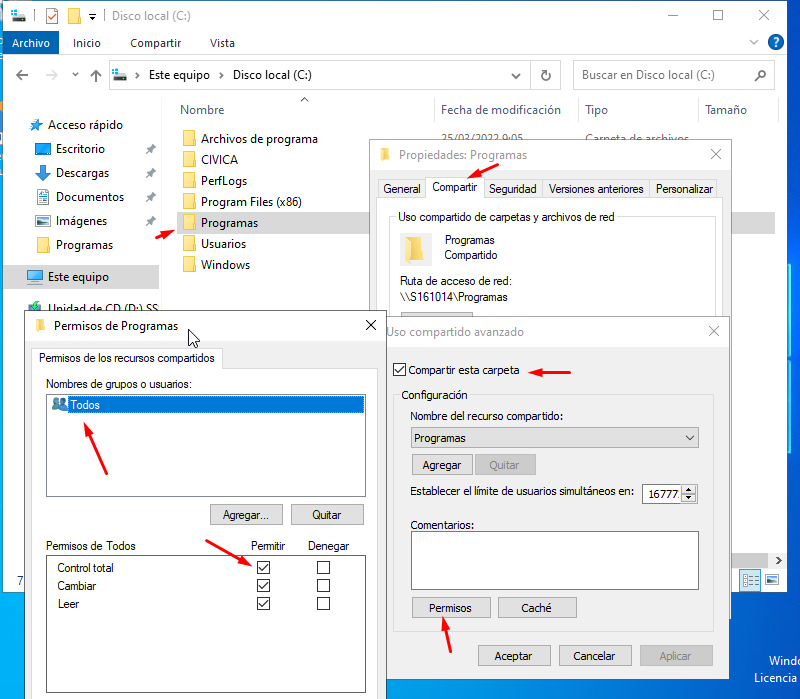 Disco local (C:)
Archivo Inicio Compartir Vista
Este equipo Disco local (C:)
Buscar en Disco local (C:)
Nombre Fecha de modificación Tipo Tamaño
Acceso rápido
Escritorio
Descargas
Documentos
Imágenes
Programas
Este equipo
Unidad de CD (D:) SS
Archivos de programa 25/03/2022 9:05 Carpeta de archivos
CIVICA
PerfLogs
Program Files (x86)
Programas
Usuarios
Windows
7
Propiedades: Programas
General Compartir Seguridad Versiones anteriores Personalizar
Uso compartido de carpetas y archivos de red
Programas
Compartido
Ruta de acceso de red:
\\S161014\Programas
Permisos de Programas
Permisos de los recursos compartidos
Nombres de grupos o usuarios:
Todos
Agregar... Quitar
Permisos de Todos Permitir Denegar
Control total
Cambiar
Leer
Uso compartido avanzado
Compartir esta carpeta
Configuración
Nombre del recurso compartido:
Programas
Agregar Quitar
Establecer el límite de usuarios simultáneos en: 16777
Comentarios:
Permisos Caché
Aceptar Cancelar Aplicar
Windo
Licencia